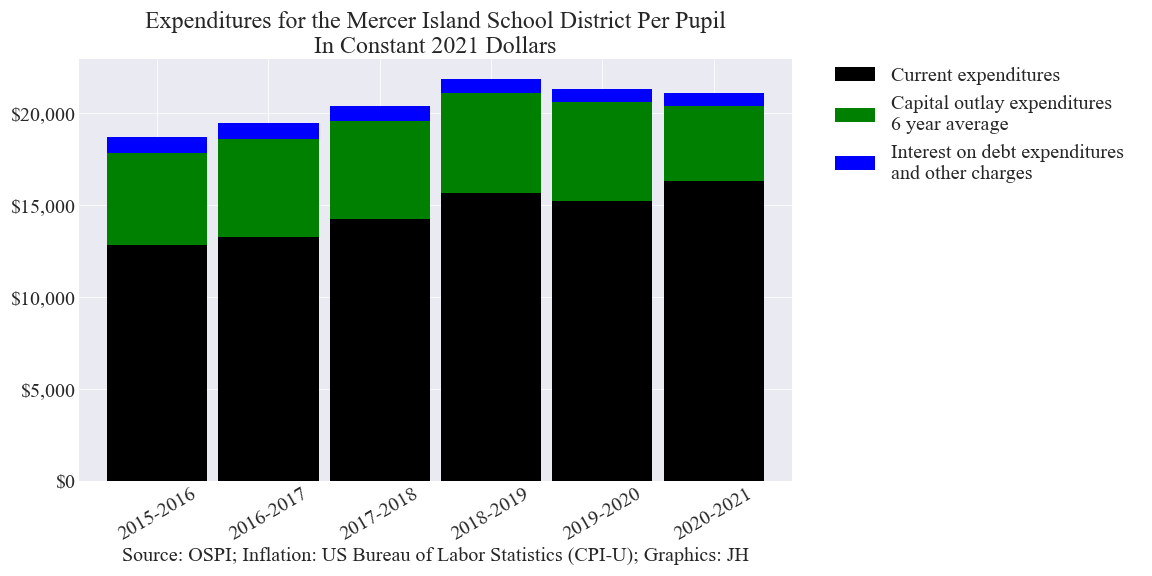 Expenditures for the Mercer Island School District Per Pupil
In Constant 2021 Dollars
Current expenditures
Capital outlay expenditures
6 year average
Interest on debt expenditures
and other charges
$20,000
$15,000
$10,000
$5,000
$0
2015-2016
2016-2017
2017-2018
2018-2019
2019-2020
2020-2021
Source: OSPI; Inflation: US Bureau of Labor Statistics (CPI-U); Graphics: JH